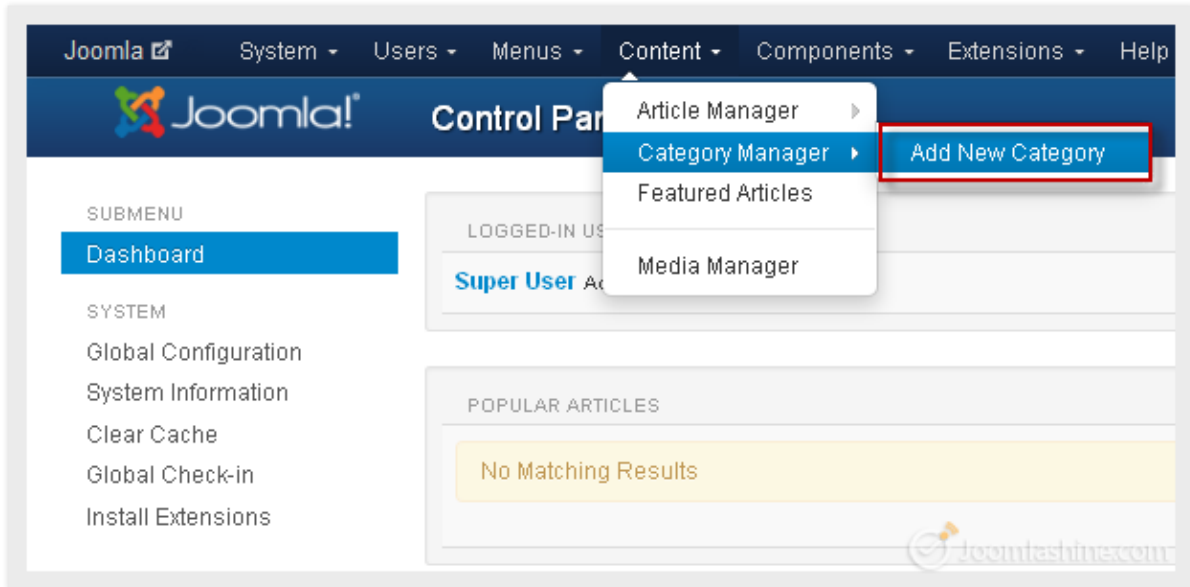 Joomla System Users Menus Content Components Extensions Help
Joomla!
Control Par
Article Manager
Category Manager
Add New Category
Featured Articles
Media Manager
SUBMENU
Dashboard
SYSTEM
Global Configuration
System Information
Clear Cache
Global Check-in
Install Extensions
LOGGED-IN US
Super User Ad
POPULAR ARTICLES
No Matching Results
Joomlashine.com